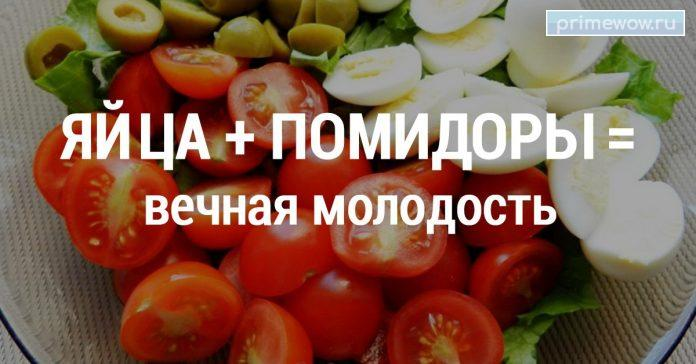 primewow.ru
ЯЙЦА + ПОМИДОРЫ =
вечная молодость